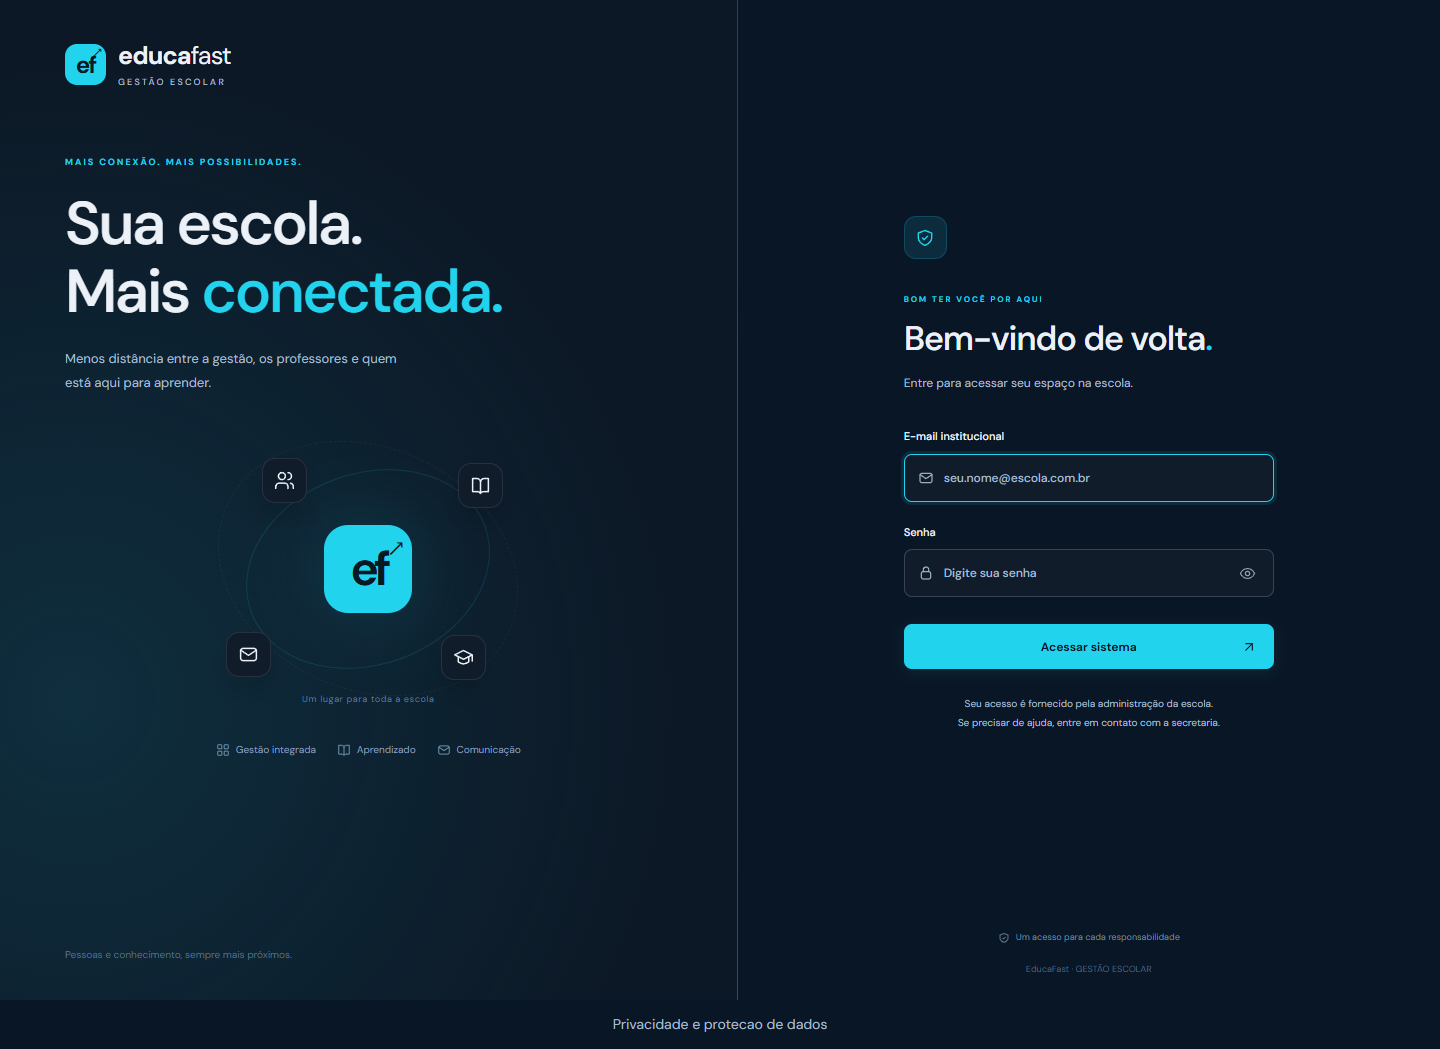 ef
educafast
GESTÃO ESCOLAR
MAIS CONEXÃO. MAIS POSSIBILIDADES.
Sua escola.
Mais conectada.
Menos distância entre a gestão, os professores e quem
está aqui para aprender.
ef
Um lugar para toda a escola
Gestão integrada
Aprendizado
Comunicação
Pessoas e conhecimento, sempre mais próximos.
BOM TER VOCÊ POR AQUI
Bem-vindo de volta.
Entre para acessar seu espaço na escola.
E-mail institucional
seu.nome@escola.com.br
Senha
Digite sua senha
Acessar sistema
Seu acesso é fornecido pela administração da escola.
Se precisar de ajuda, entre em contato com a secretaria.
Um acesso para cada responsabilidade
EducaFast · GESTÃO ESCOLAR
Privacidade e protecao de dados